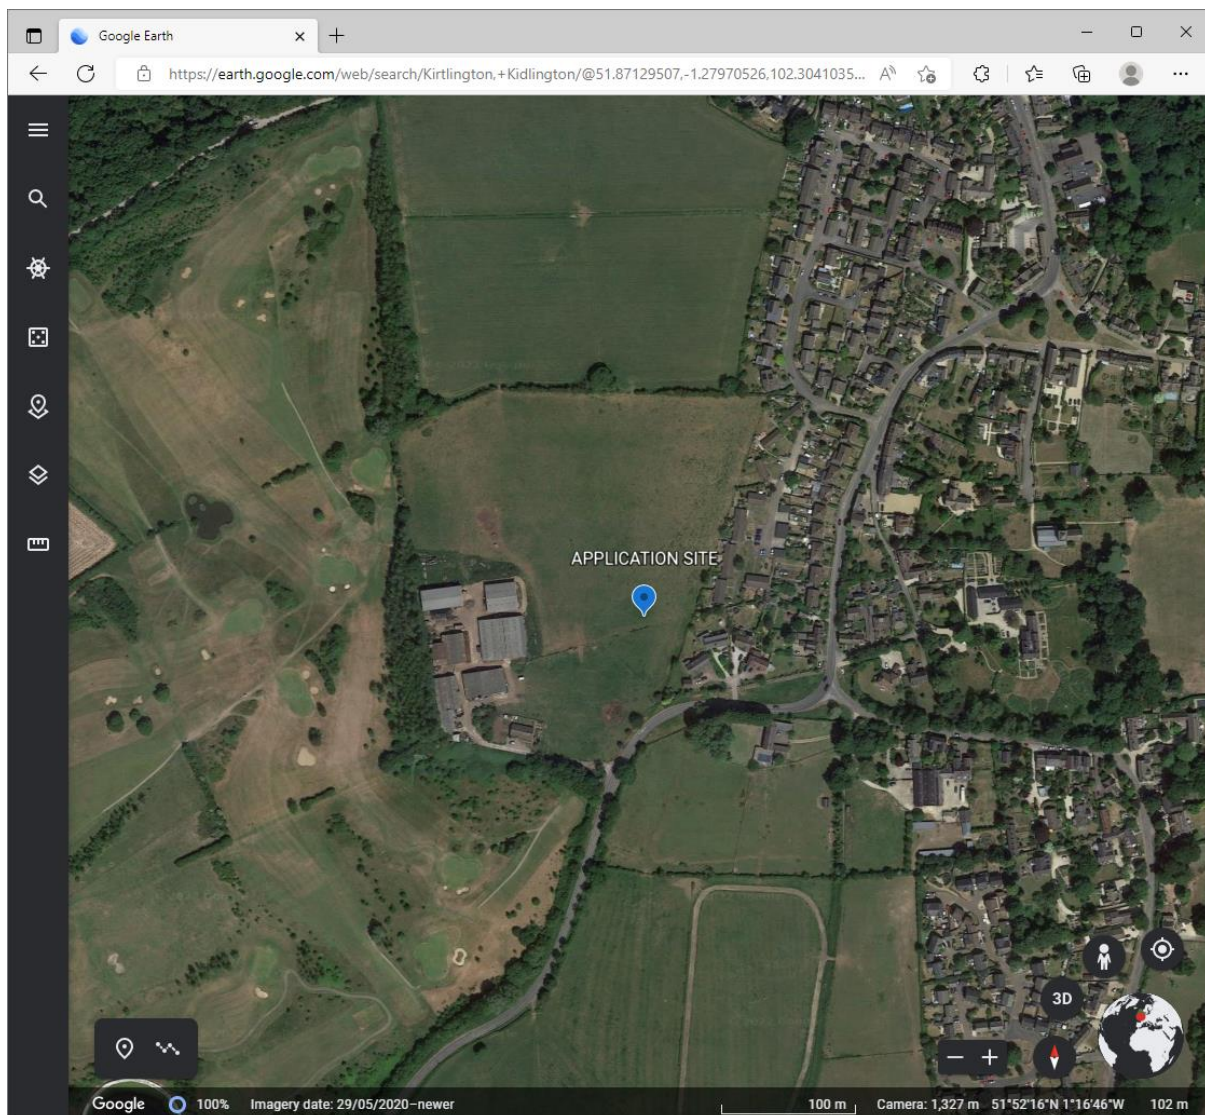 Google Earth
https://earth.google.com/web/search/Kirtlington,+Kidlington/@51.87129507,-1.27970526,102.3041035...
APPLICATION SITE
3D
Google 100% Imagery date: 29/05/2020–newer 100 m Camera: 1,327 m 51°52'16"N 1°16'46"W 102 m